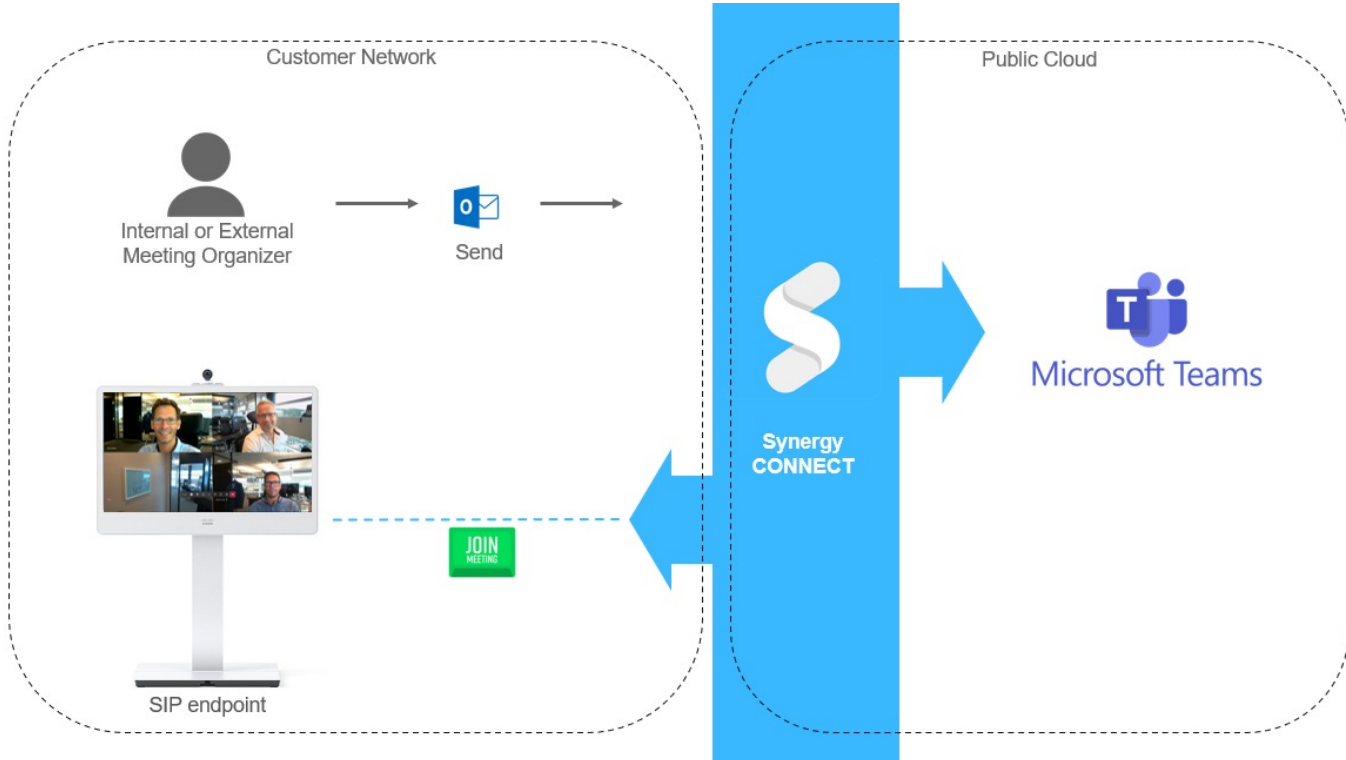 Customer Network
Public Cloud
Internal or External
Meeting Organizer
o
Send
T
Microsoft Teams
Synergy
CONNECT
JOIN
MEETING
SIP endpoint